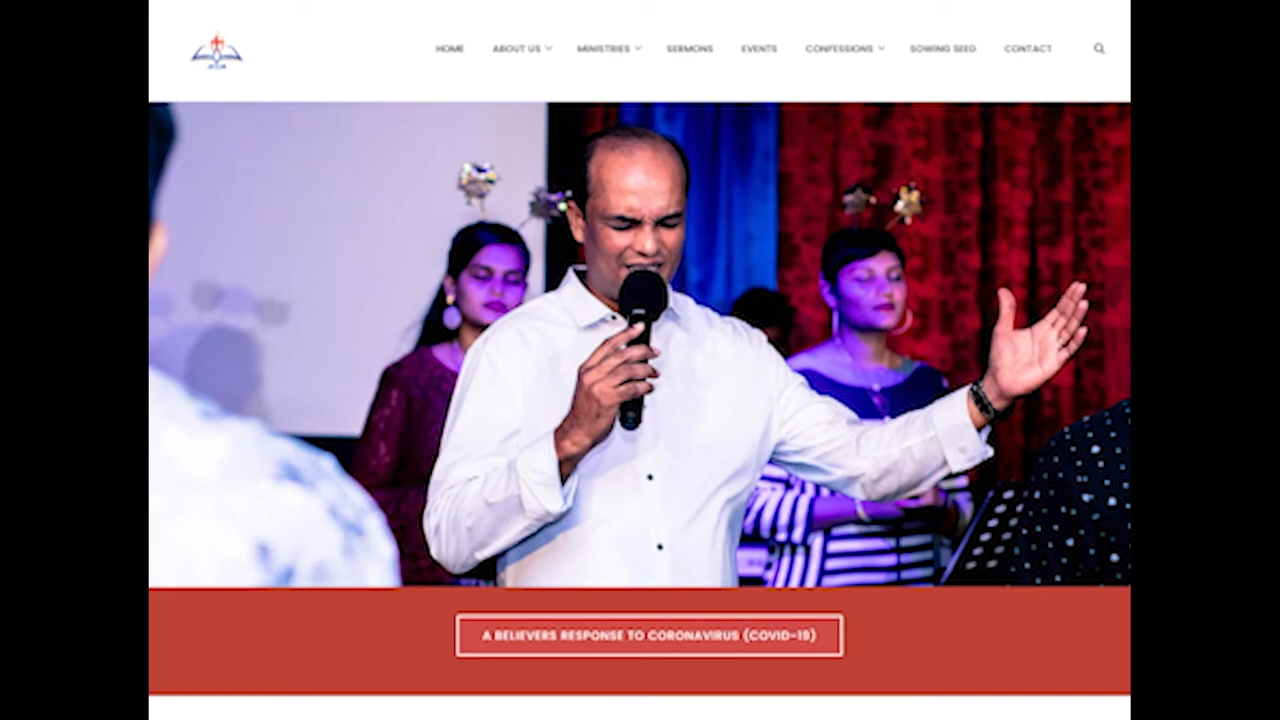 HOME ABOUT US MINISTRIES SERMONS EVENTS CONFESSIONS SOWING SEED CONTACT
A BELIEVERS RESPONSE TO CORONAVIRUS (COVID-19)